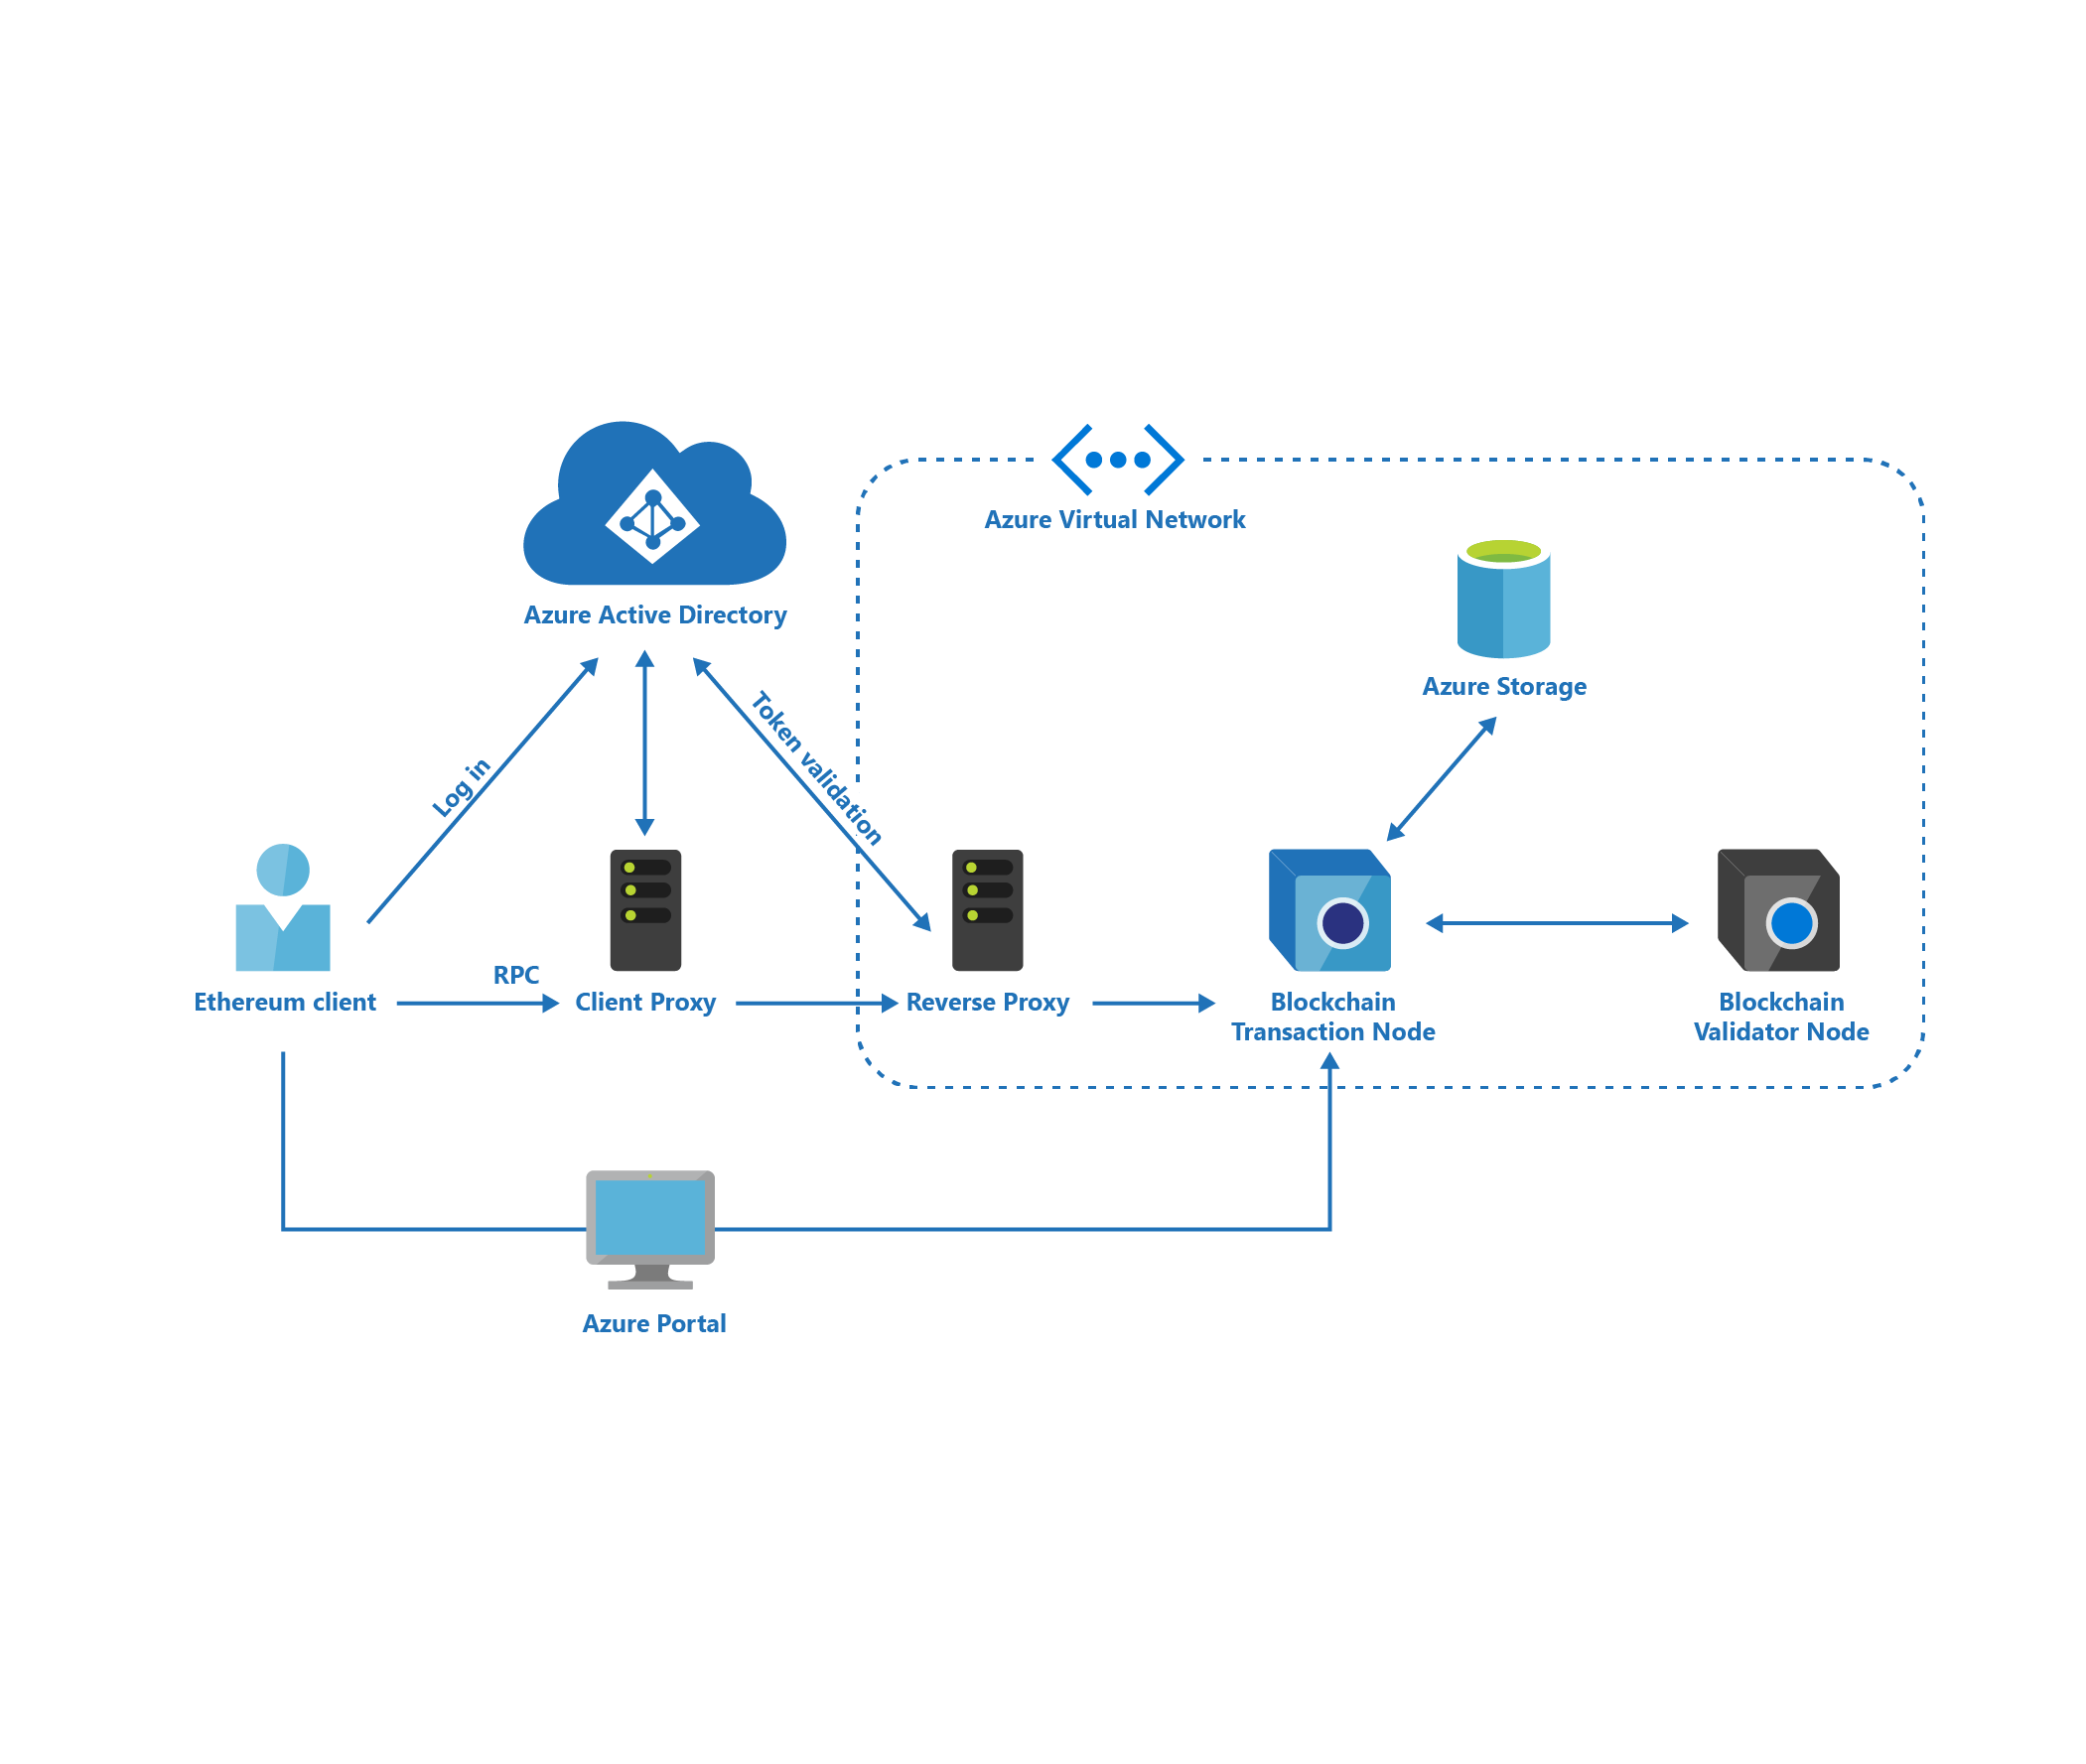 Azure Virtual Network
Azure Active Directory
Azure Storage
Log in
Token validation
RPC
Ethereum client
Client Proxy
Reverse Proxy
Blockchain
Transaction Node
Blockchain
Validator Node
Azure Portal